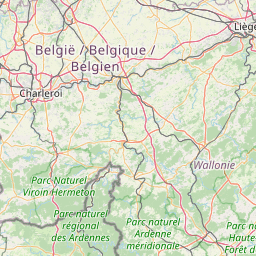 Liège
België / Belgique /
Belgien
Charleroi
Wallonie
Parc Naturel
Viroin Hermeton
Parc naturel
régional
des Ardennes
Parc naturel
Ardenne
méridionale
Parc n
Haute
Forêt d